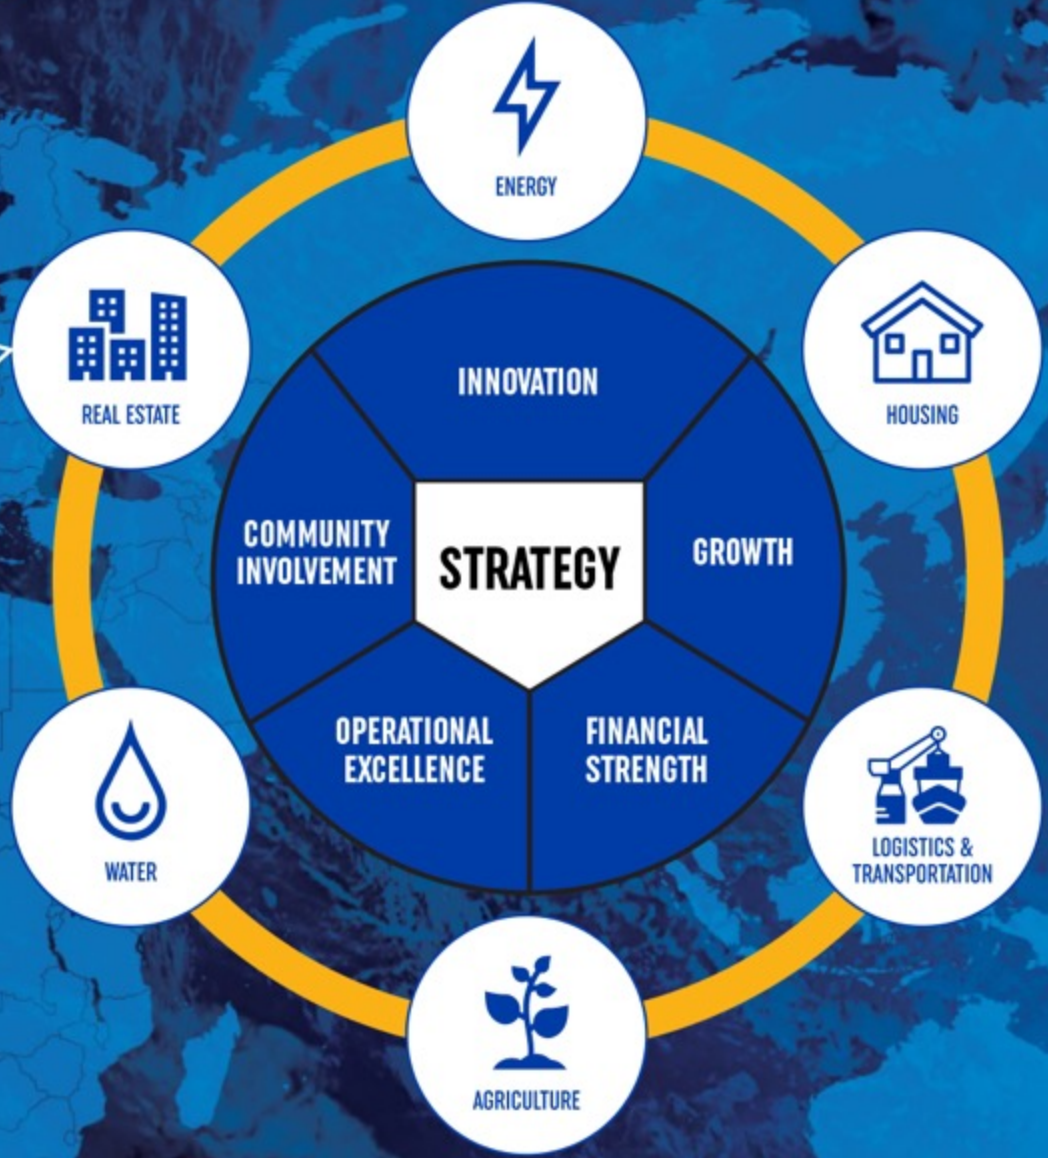 ENERGY
REAL ESTATE
HOUSING
INNOVATION
COMMUNITY
INVOLVEMENT
STRATEGY
GROWTH
OPERATIONAL
EXCELLENCE
FINANCIAL
STRENGTH
WATER
LOGISTICS &
TRANSPORTATION
AGRICULTURE